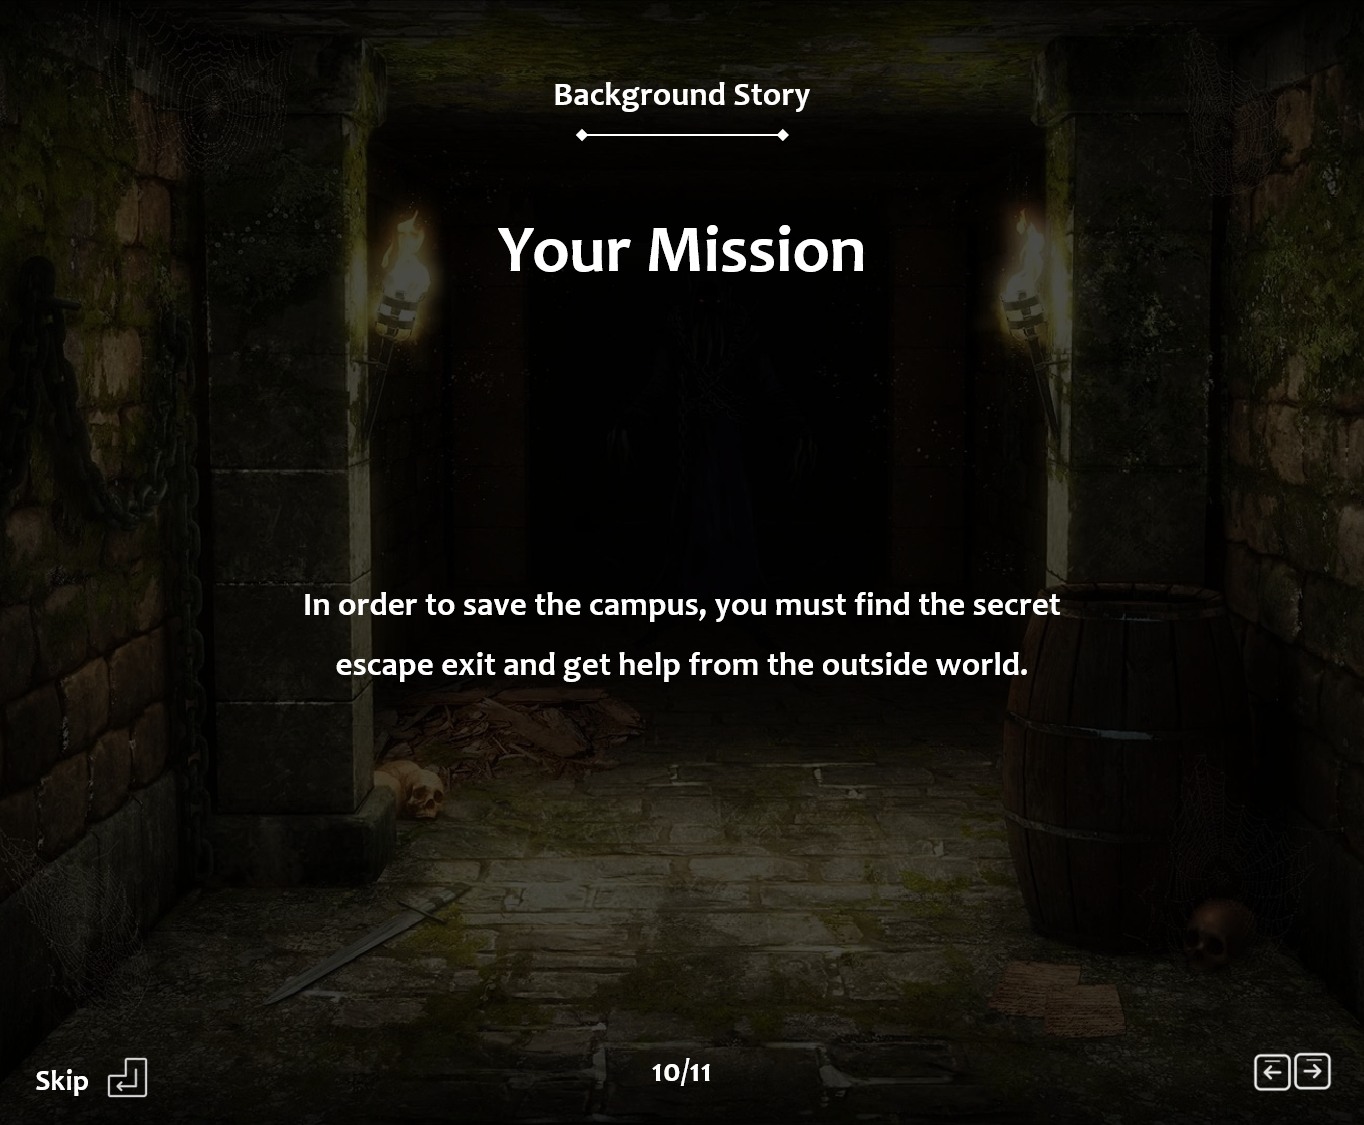 Background Story
Your Mission
In order to save the campus, you must find the secret
escape exit and get help from the outside world.
Skip
10/11